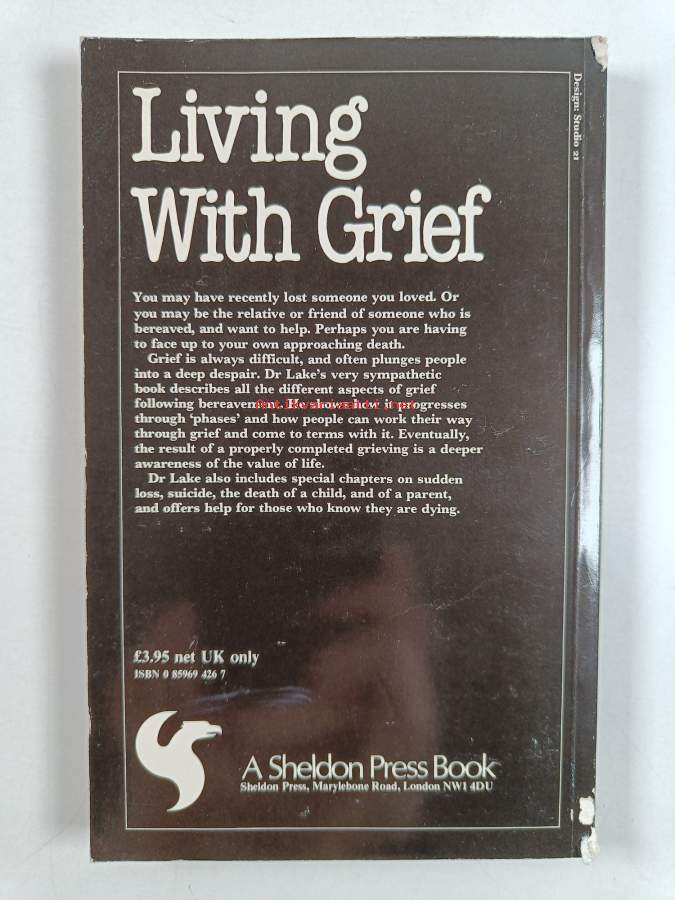 Design: Studio 21
Living
With Grief
You may have recently lost someone you loved. Or
you may be the relative or friend of someone who is
bereaved, and want to help. Perhaps you are having
to face up to your own approaching death.
Grief is always difficult, and often plunges people
into a deep despair. Dr Lake's very sympathetic
book describes all the different aspects of grief
following bereavement. He shows how it progresses
through 'phases' and how people can work their way
through grief and come to terms with it. Eventually,
the result of a properly completed grieving is a deeper
awareness of the value of life.
Dr Lake also includes special chapters on sudden
loss, suicide, the death of a child, and of a parent,
and offers help for those who know they are dying.
£3.95 net UK only
ISBN 0 85969 426 7
A Sheldon Press Book
Sheldon Press, Marylebone Road, London NW1 4DU